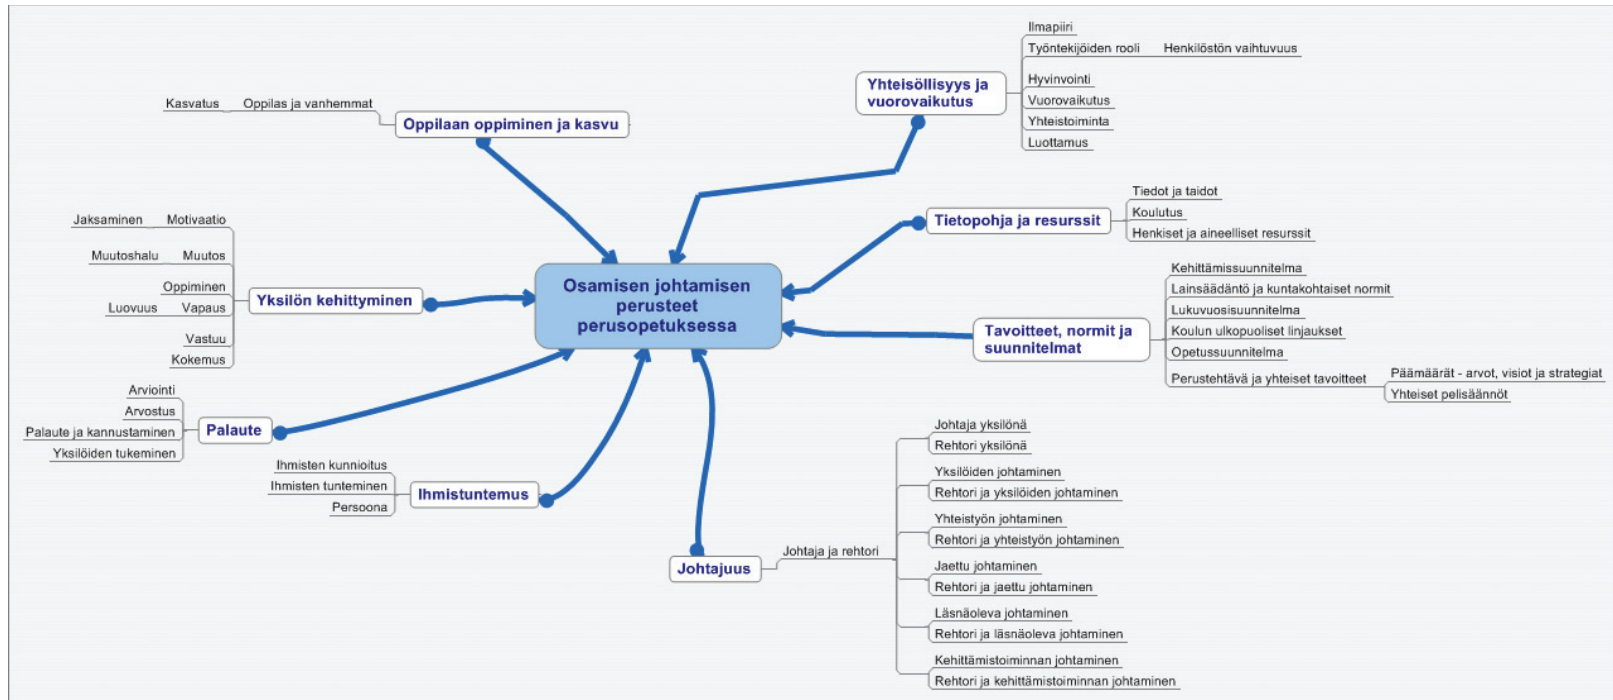 Osamisen johtamisen
perusteet
perusopetuksessa
Oppilaan oppiminen ja kasvu
Oppilas ja vanhemmat
Kasvatus
Yhteisöllisyys ja
vuorovaikutus
Ilmapiiri
Työntekijöiden rooli
Henkilöstön vaihtuvuus
Hyvinvointi
Vuorovaikutus
Yhteistoiminta
Luottamus
Tietopohja ja resurssit
Tiedot ja taidot
Koulutus
Henkiset ja aineelliset resurssit
Tavoitteet, normit ja
suunnitelmat
Kehittämissuunnitelma
Lainsäädäntö ja kuntakohtaiset normit
Lukuvuosisuunnitelma
Koulun ulkopuoliset linjaukset
Opetussuunnitelma
Perustehtävä ja yhteiset tavoitteet
Päämäärät - arvot, visiot ja strategiat
Yhteiset pelisäännöt
Johtajuus
Johtaja ja rehtori
Johtaja yksilönä
Rehtori yksilönä
Yksilöiden johtaminen
Rehtori ja yksilöiden johtaminen
Yhteistyön johtaminen
Rehtori ja yhteistyön johtaminen
Jaettu johtaminen
Rehtori ja jaettu johtaminen
Läsnäoleva johtaminen
Rehtori ja läsnäoleva johtaminen
Kehittämistoiminnan johtaminen
Rehtori ja kehittämistoiminnan johtaminen
Ihmistuntemus
Ihmisten kunnioitus
Ihmisten tunteminen
Persoona
Palaute
Arviointi
Arvostus
Palaute ja kannustaminen
Yksilöiden tukeminen
Yksilön kehittyminen
Motivaatio
Jaksaminen
Muutos
Muutoshalu
Oppiminen
Vapaus
Luovuus
Vastuu
Kokemus